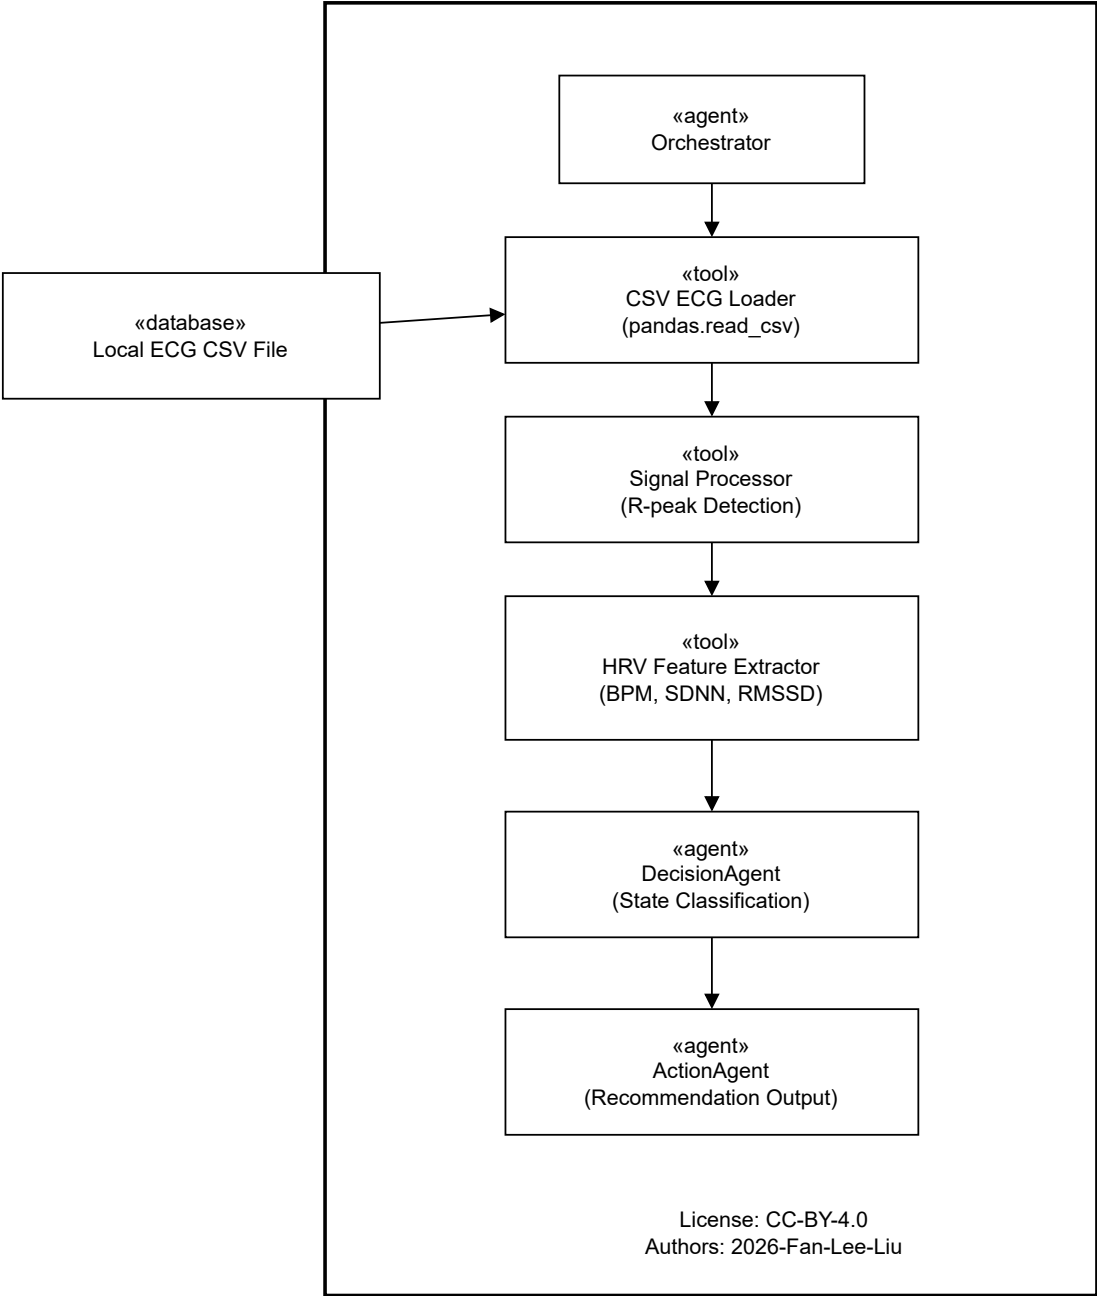 «agent»
Orchestrator
«database»
Local ECG CSV File
«tool»
CSV ECG Loader
(pandas.read_csv)
«tool»
Signal Processor
(R-peak Detection)
«tool»
HRV Feature Extractor
(BPM, SDNN, RMSSD)
«agent»
DecisionAgent
(State Classification)
«agent»
ActionAgent
(Recommendation Output)
License: CC-BY-4.0
Authors: 2026-Fan-Lee-Liu